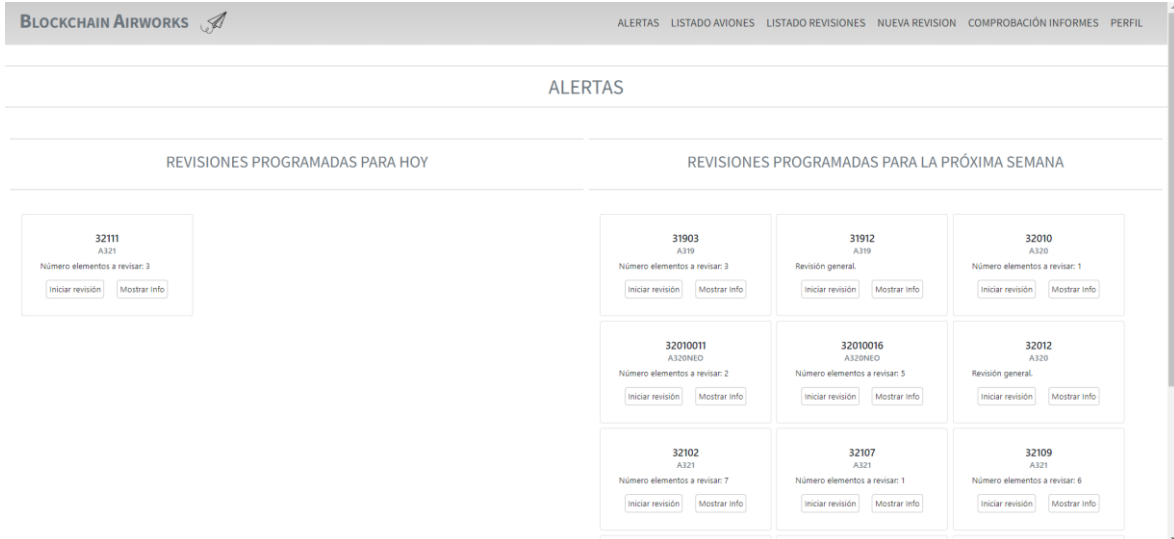 BLOCKCHAIN AIRWORKS
ALERTAS LISTADO AVIONES LISTADO REVISIONES NUEVA REVISION COMPROBACIÓN INFORMES PERFIL
ALERTAS
REVISIONES PROGRAMADAS PARA HOY
32111
A321
Número elementos a revisar: 3
Iniciar revisión Mostrar Info
REVISIONES PROGRAMADAS PARA LA PRÓXIMA SEMANA
31903
A319
Número elementos a revisar: 3
Iniciar revisión Mostrar Info
31912
A319
Revisión general.
Iniciar revisión Mostrar Info
32010
A320
Número elementos a revisar: 1
Iniciar revisión Mostrar Info
32010011
A320NEO
Número elementos a revisar: 2
Iniciar revisión Mostrar Info
32010016
A320NEO
Número elementos a revisar: 5
Iniciar revisión Mostrar Info
32012
A320
Revisión general.
Iniciar revisión Mostrar Info
32102
A321
Número elementos a revisar: 7
Iniciar revisión Mostrar Info
32107
A321
Número elementos a revisar: 1
Iniciar revisión Mostrar Info
32109
A321
Número elementos a revisar: 6
Iniciar revisión Mostrar Info